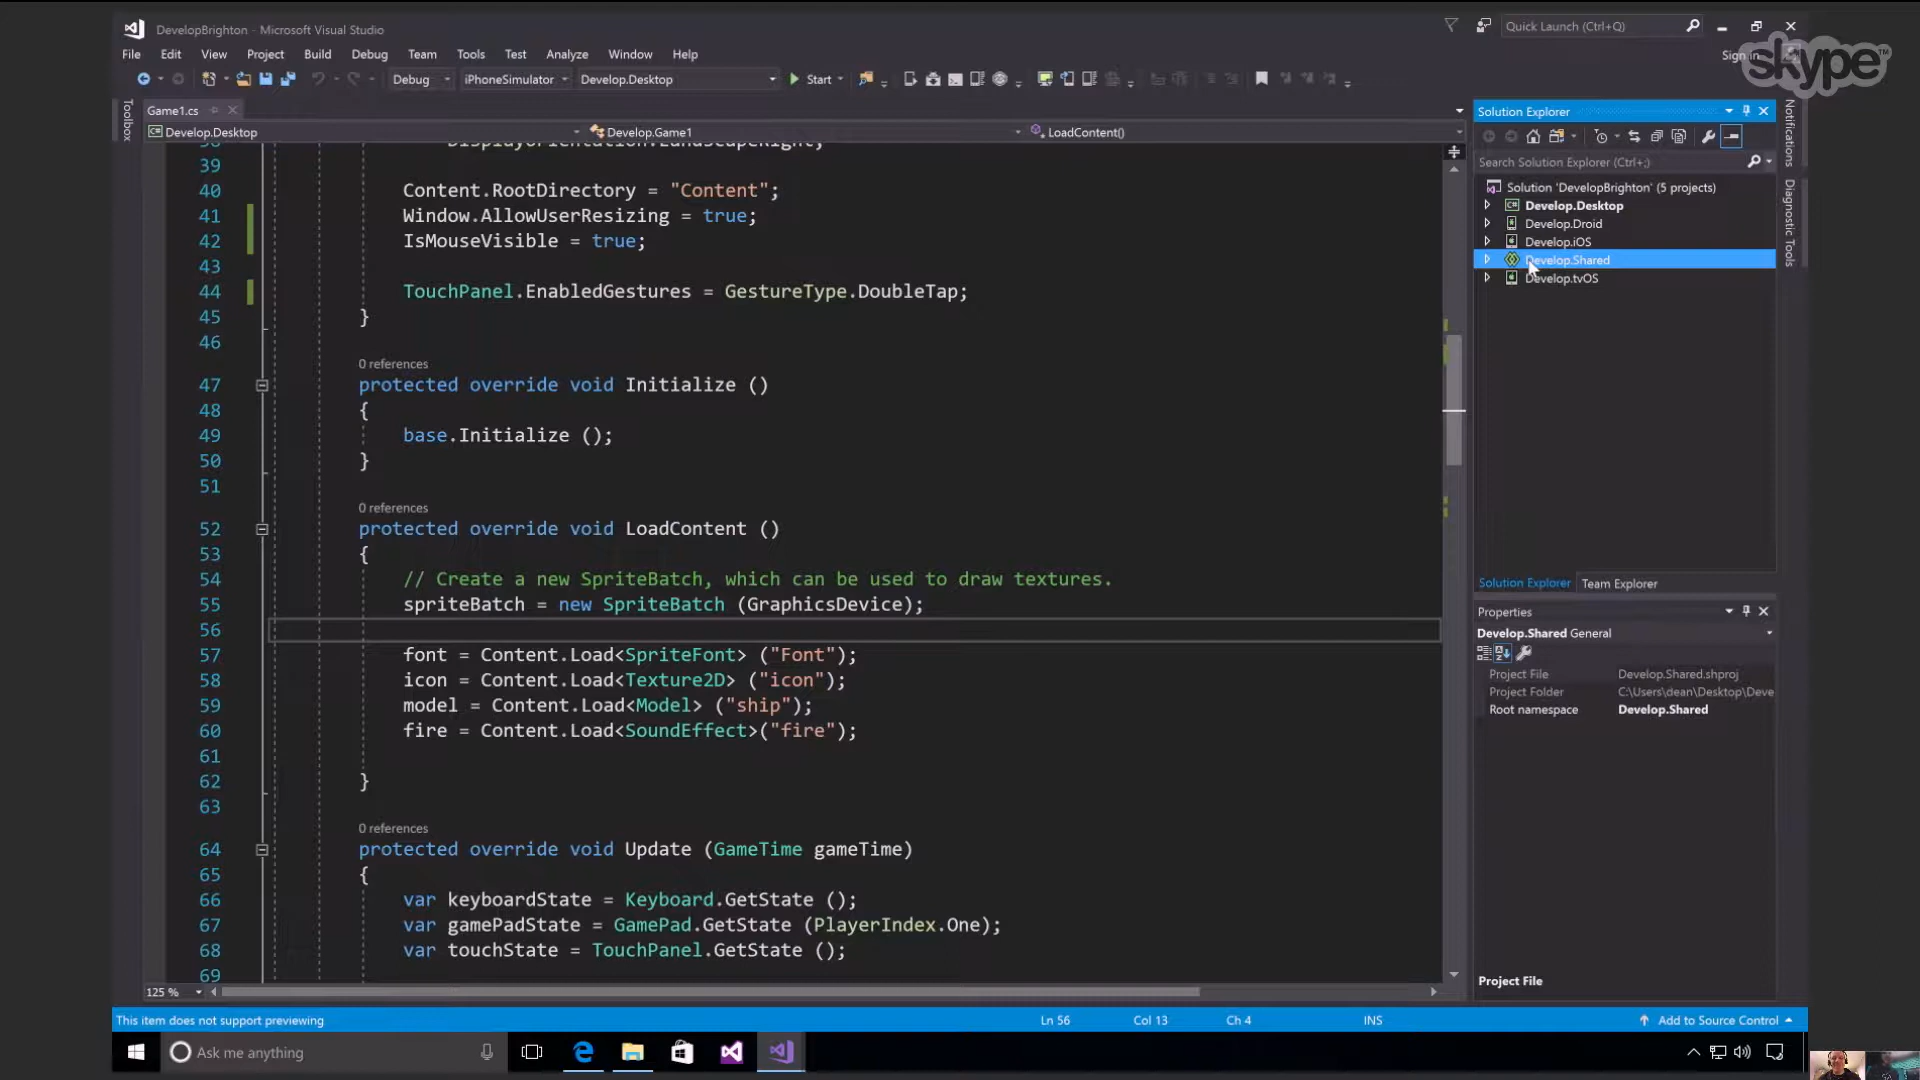 DevelopBrighton - Microsoft Visual Studio
Quick Launch (Ctrl+Q)
File Edit View Project Build Debug Team Tools Test Analyze Window Help
Sign in
skype™
Debug iPhoneSimulator Develop.Desktop Start
Toolbox
Game1.cs
Develop.Desktop Develop.Game1 LoadContent()
39
40 Content.RootDirectory = "Content";
41 Window.AllowUserResizing = true;
42 IsMouseVisible = true;
43
44 TouchPanel.EnabledGestures = GestureType.DoubleTap;
45 }
46
0 references
47 protected override void Initialize ()
48 {
49 base.Initialize ();
50 }
51
0 references
52 protected override void LoadContent ()
53 {
54 // Create a new SpriteBatch, which can be used to draw textures.
55 spriteBatch = new SpriteBatch (GraphicsDevice);
56
57 font = Content.Load<SpriteFont> ("Font");
58 icon = Content.Load<Texture2D> ("icon");
59 model = Content.Load<Model> ("ship");
60 fire = Content.Load<SoundEffect>("fire");
61
62 }
63
0 references
64 protected override void Update (GameTime gameTime)
65 {
66 var keyboardState = Keyboard.GetState ();
67 var gamePadState = GamePad.GetState (PlayerIndex.One);
68 var touchState = TouchPanel.GetState ();
69
125 %
Solution Explorer
Search Solution Explorer (Ctrl+;)
Solution 'DevelopBrighton' (5 projects)
Develop.Desktop
Develop.Droid
Develop.iOS
Develop.Shared
Develop.tvOS
Solution Explorer Team Explorer
Properties
Develop.Shared General
Project File Develop.Shared.shproj
Project Folder C:\Users\dean\Desktop\Deve
Root namespace Develop.Shared
Project File
Notifications
Diagnostic Tools
This item does not support previewing
Ln 56 Col 13 Ch 4 INS
Add to Source Control
Ask me anything